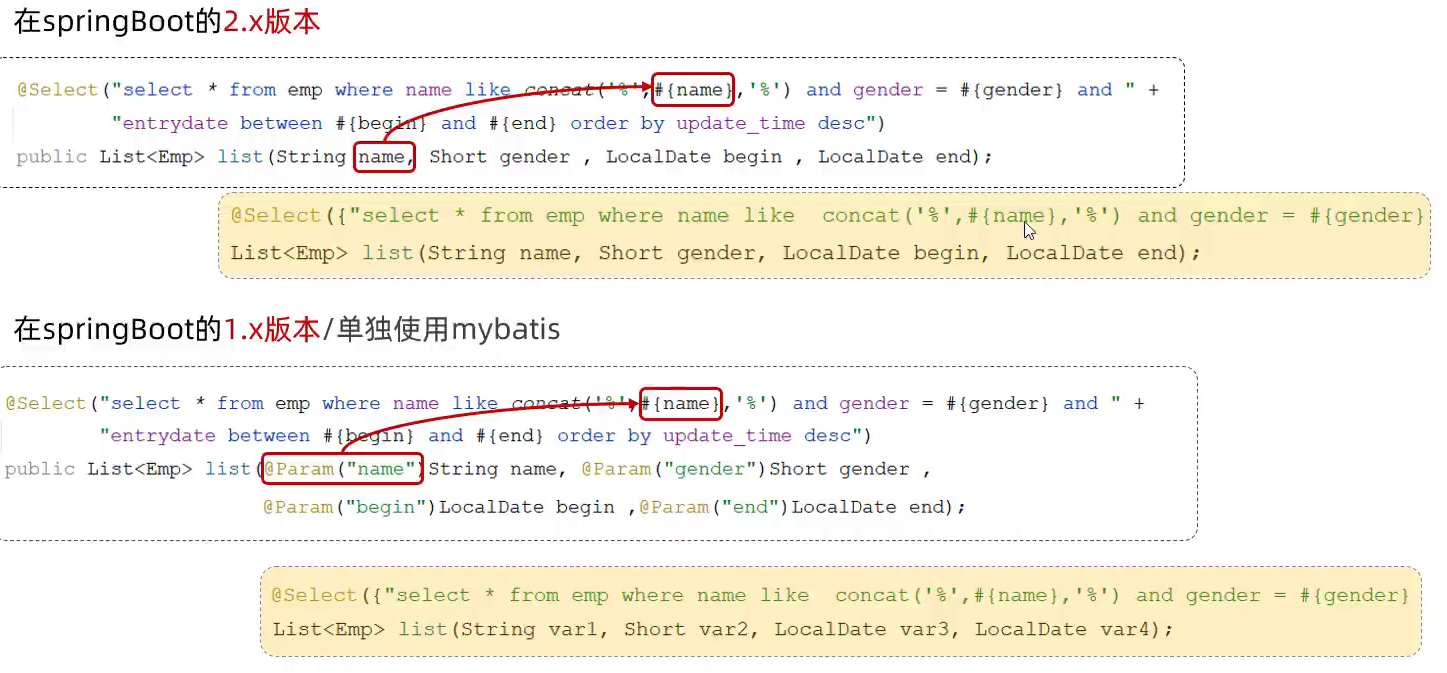 在springBoot的2.x版本
@Select("select * from emp where name like concat('%',#{name},'%') and gender = #{gender} and " +
"entrydate between #{begin} and #{end} order by update_time desc")
public List<Emp> list(String name, Short gender , LocalDate begin , LocalDate end);
@Select({"select * from emp where name like  concat('%',#{name},'%') and gender = #{gender}
List<Emp> list(String name, Short gender, LocalDate begin, LocalDate end);
在springBoot的1.x版本/单独使用mybatis
@Select("select * from emp where name like concat('%',#{name},'%') and gender = #{gender} and " +
"entrydate between #{begin} and #{end} order by update_time desc")
public List<Emp> list(@Param("name")String name, @Param("gender")Short gender ,
@Param("begin")LocalDate begin ,@Param("end")LocalDate end);
@Select({"select * from emp where name like  concat('%',#{name},'%') and gender = #{gender}
List<Emp> list(String var1, Short var2, LocalDate var3, LocalDate var4);